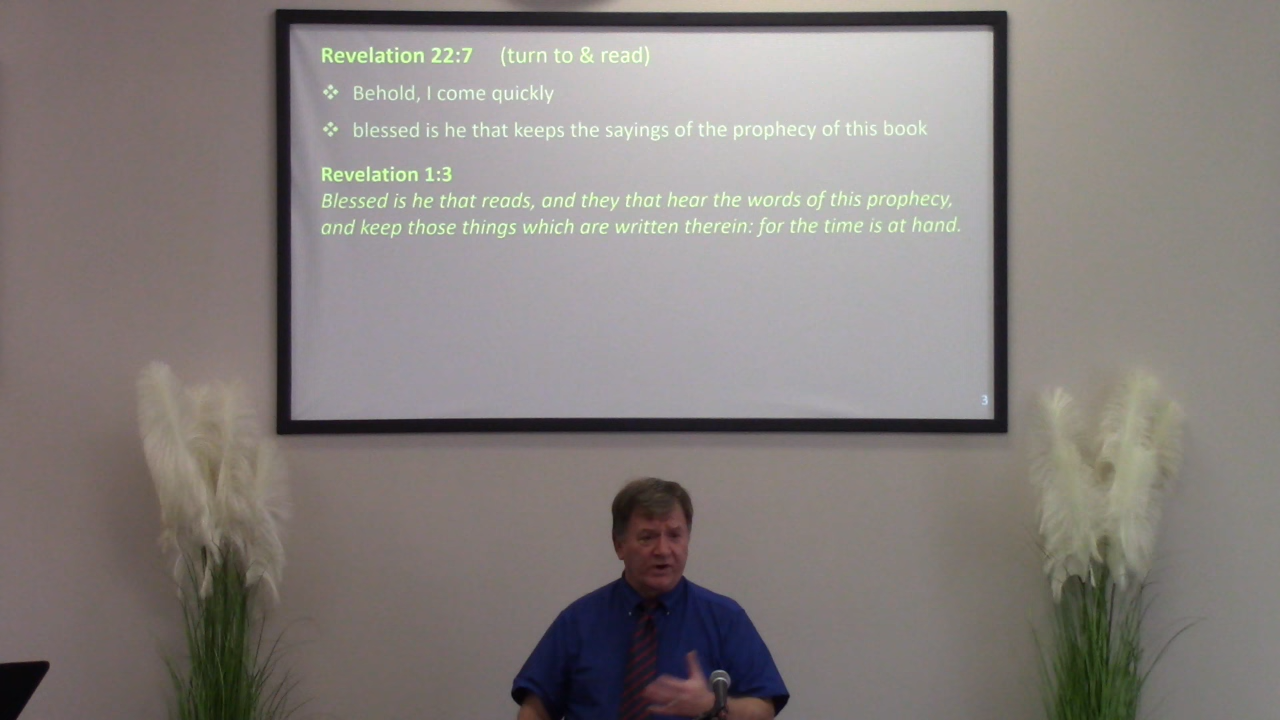 Revelation 22:7 (turn to & read)
❖ Behold, I come quickly
❖ blessed is he that keeps the sayings of the prophecy of this book
Revelation 1:3
Blessed is he that reads, and they that hear the words of this prophecy,
and keep those things which are written therein: for the time is at hand.
3